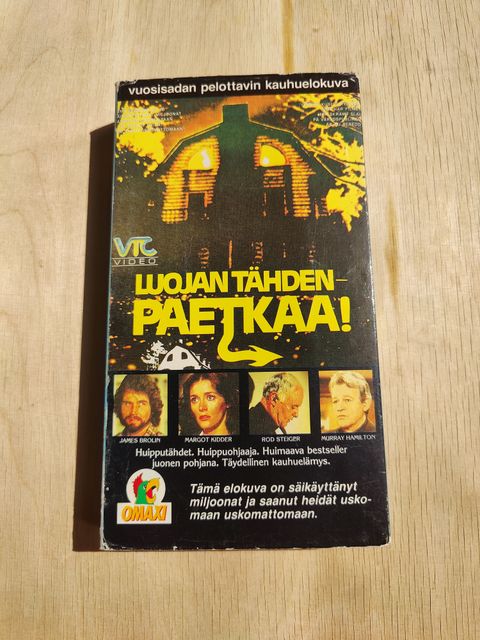 vuosisadan pelottavin kauhuelokuva
VTC
VIDEO
LUOJAN TÄHDEN-
PAETKAA!
JAMES BROLIN
MARGOT KIDDER
ROD STEIGER
MURRAY HAMILTON
Huipputähdet. Huippuohjaaja. Huimaava bestseller
juonen pohjana. Täydellinen kauhuelämys.
OMAXI
Tämä elokuva on säikäyttänyt
miljoonat ja saanut heidät usko-
maan uskomattomaan.